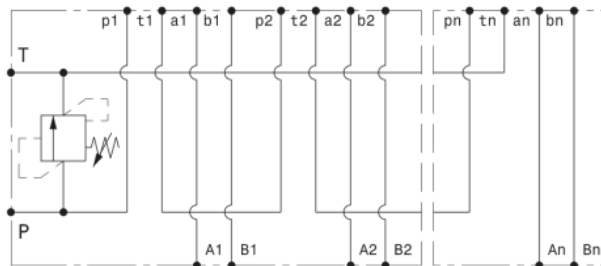 p1 t1 a1 b1 p2 t2 a2 b2 pn tn an bn
T
P
A1 B1 A2 B2 An Bn